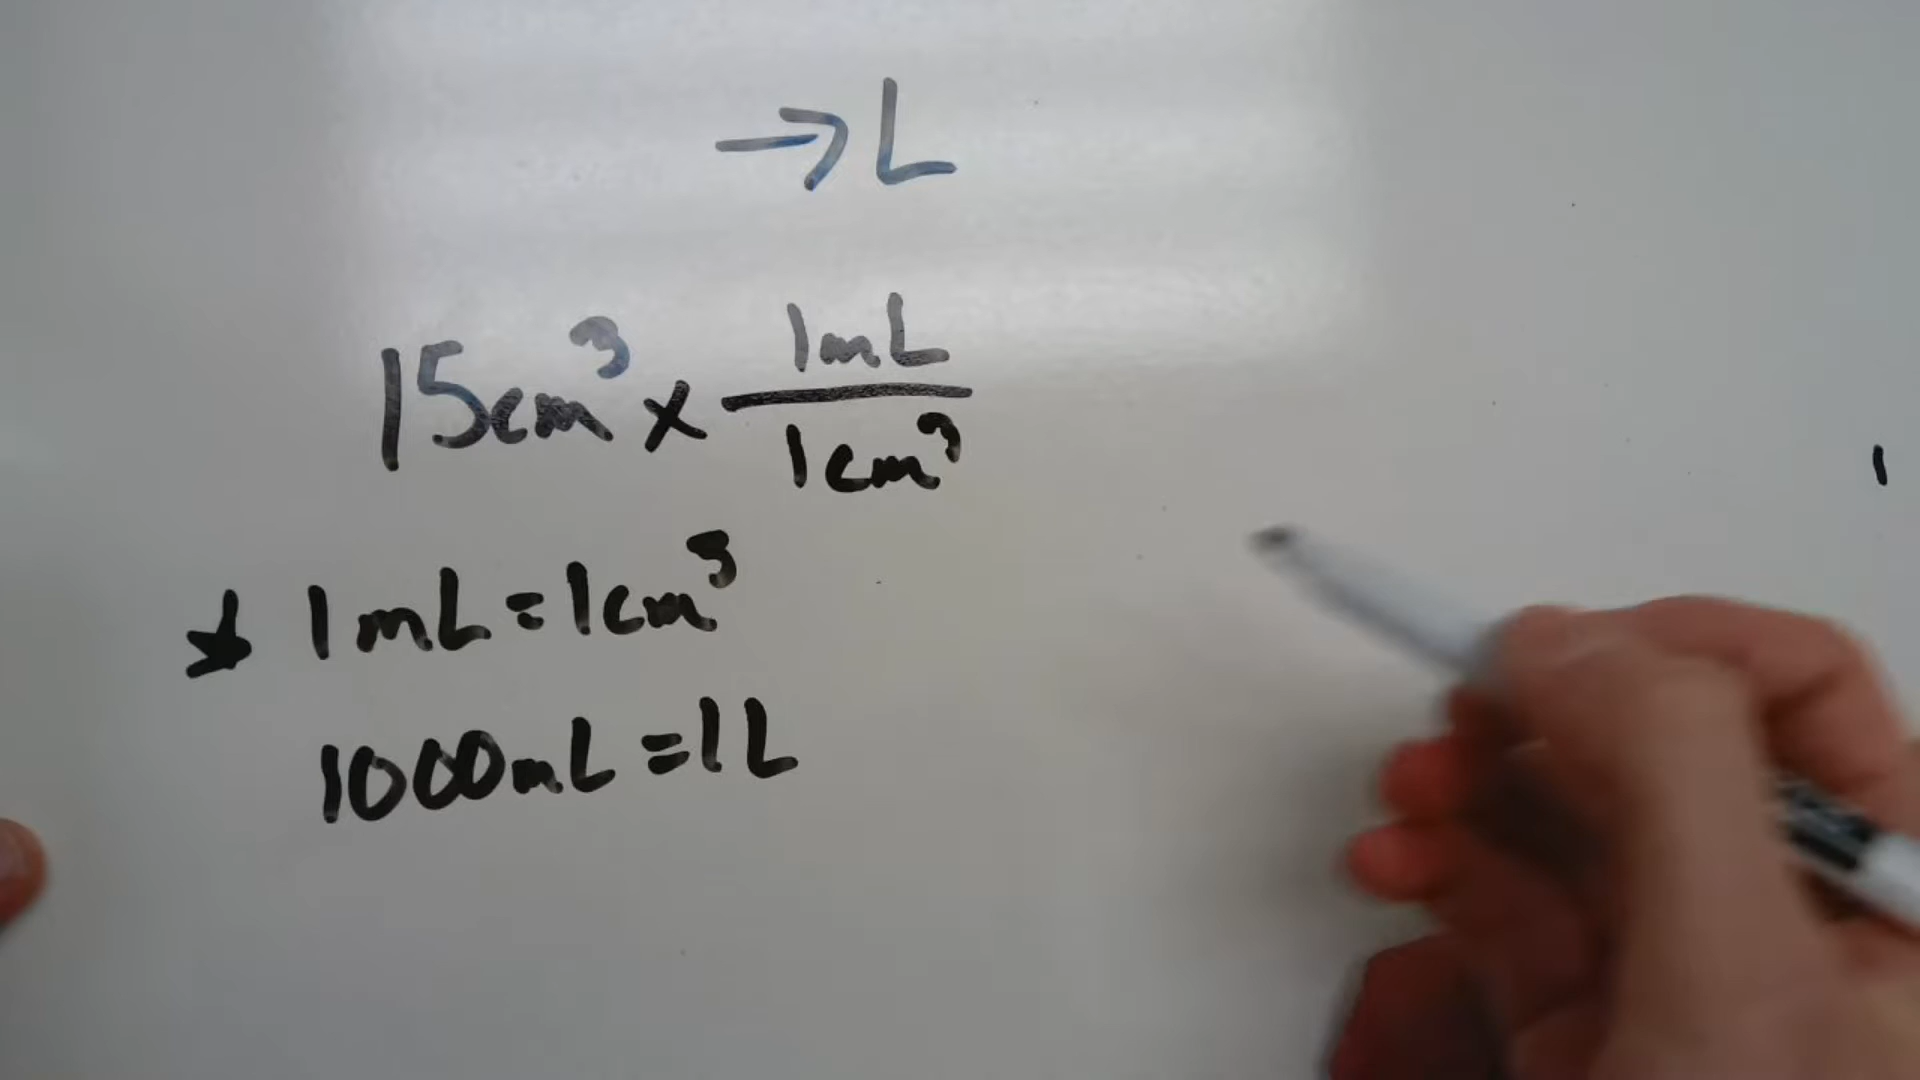 → L
15cm³ x 1mL / 1cm³
★ 1mL = 1cm³
1000mL = 1L